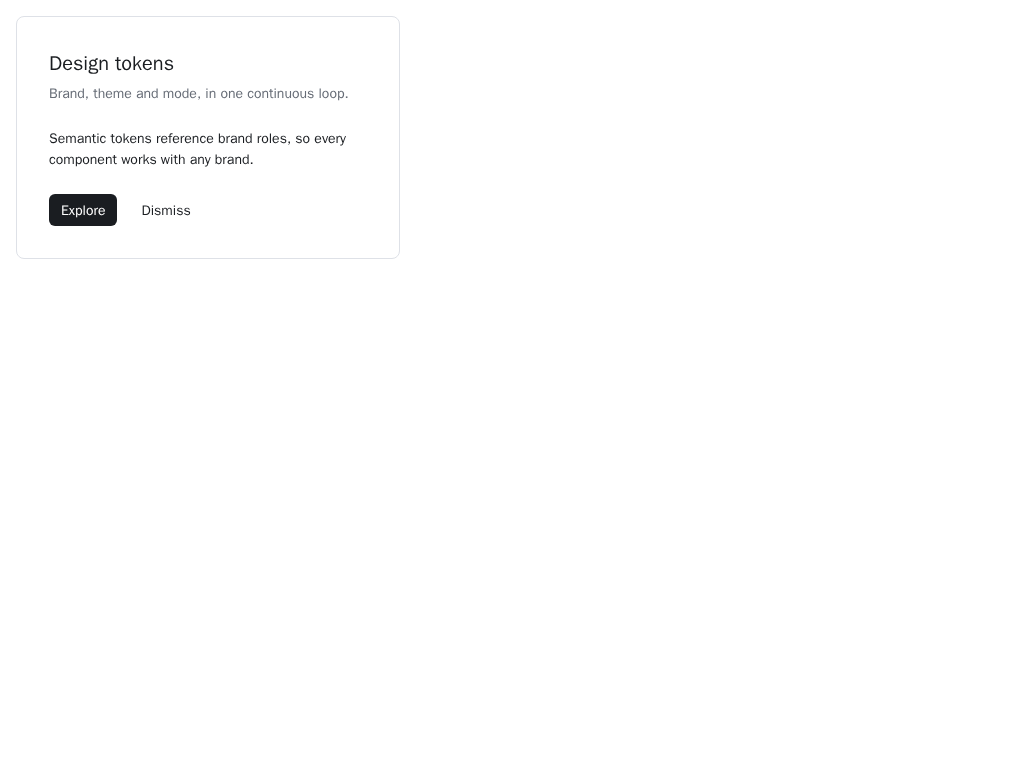 Design tokens
Brand, theme and mode, in one continuous loop.
Semantic tokens reference brand roles, so every
component works with any brand.
Explore
Dismiss